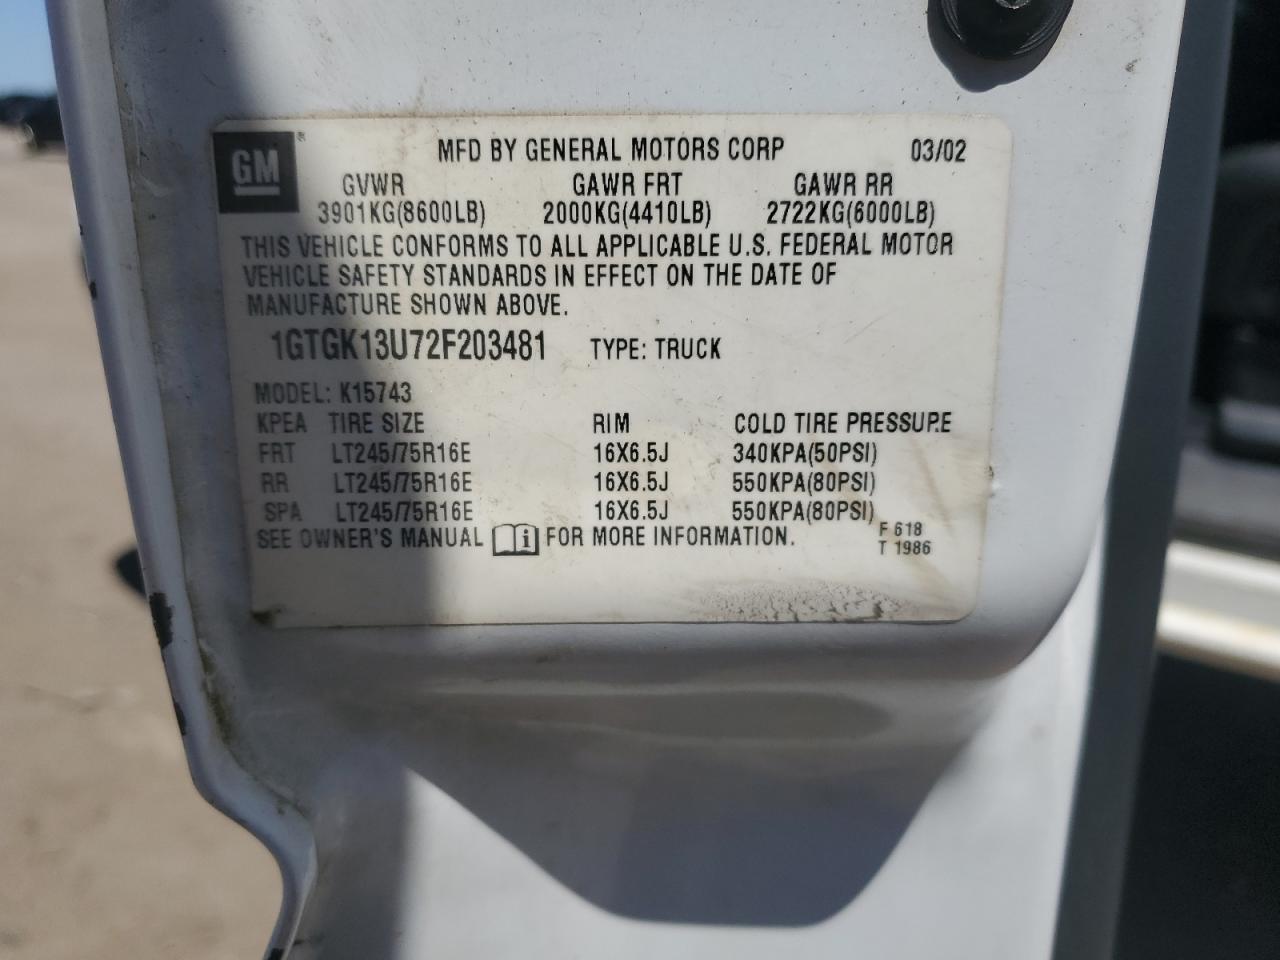 GM ® MFD BY GENERAL MOTORS CORP 03/02
GVWR GAWR FRT GAWR RR
3901KG(8600LB) 2000KG(4410LB) 2722KG(6000LB)
THIS VEHICLE CONFORMS TO ALL APPLICABLE U.S. FEDERAL MOTOR
VEHICLE SAFETY STANDARDS IN EFFECT ON THE DATE OF
MANUFACTURE SHOWN ABOVE.
1GTGK13U72F203481 TYPE: TRUCK
MODEL: K15743
KPEA TIRE SIZE RIM COLD TIRE PRESSURE
FRT LT245/75R16E 16X6.5J 340KPA(50PSI)
RR LT245/75R16E 16X6.5J 550KPA(80PSI)
SPA LT245/75R16E 16X6.5J 550KPA(80PSI)
SEE OWNER'S MANUAL i FOR MORE INFORMATION. F 618
T 1986